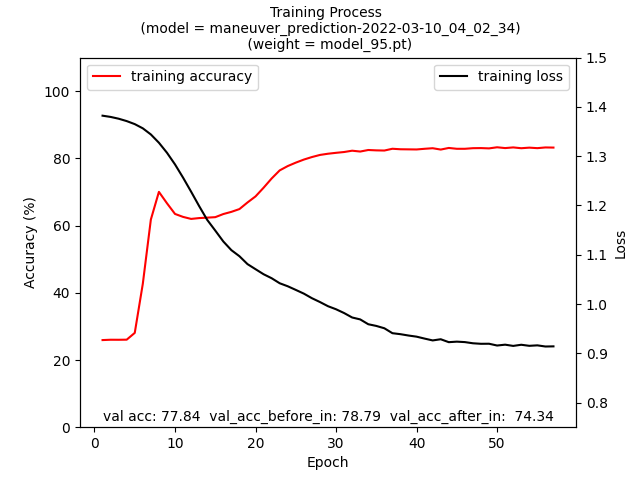 Training Process
(model = maneuver_prediction-2022-03-10_04_02_34)
(weight = model_95.pt)
training accuracy
training loss
100
80
60
40
20
0
Accuracy (%)
1.5
1.4
1.3
1.2
1.1
1.0
0.9
0.8
Loss
val acc: 77.84  val_acc_before_in: 78.79  val_acc_after_in:  74.34
0 10 20 30 40 50
Epoch